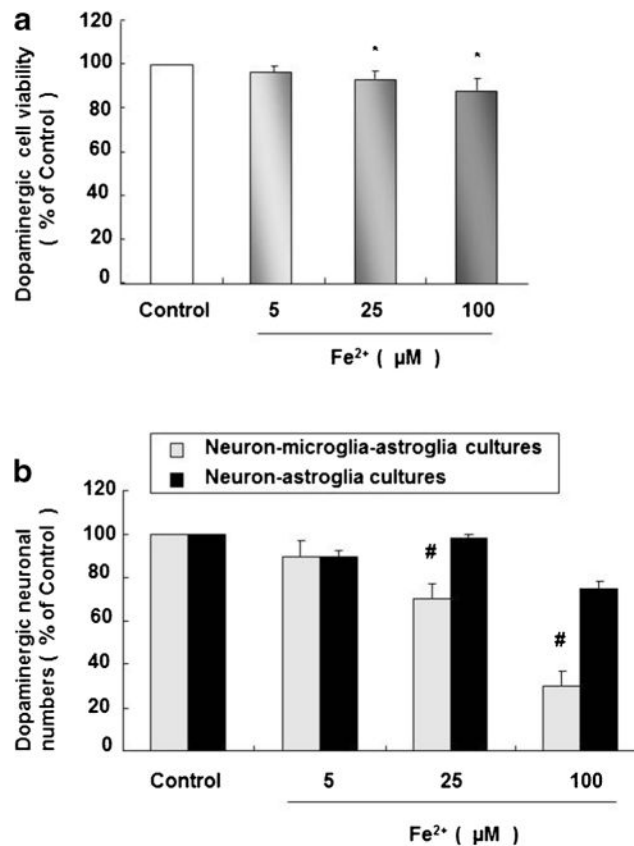 a
120
100
80
60
40
20
0
Dopaminergic cell viability
( % of Control )
*
*
Control
5
25
100
Fe²⁺ ( µM )
b
Neuron-microglia-astroglia cultures
Neuron-astroglia cultures
120
100
80
60
40
20
0
Dopaminergic neuronal
numbers ( % of Control )
#
#
Control
5
25
100
Fe²⁺ ( µM )